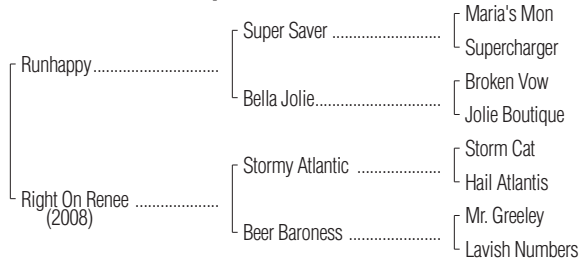 Maria's Mon
Super Saver ........................
Supercharger
Runhappy............................
Broken Vow
Bella Jolie............................
Jolie Boutique
Storm Cat
Stormy Atlantic ..................
Hail Atlantis
Right On Renee ..................
(2008)
Mr. Greeley
Beer Baroness ....................
Lavish Numbers